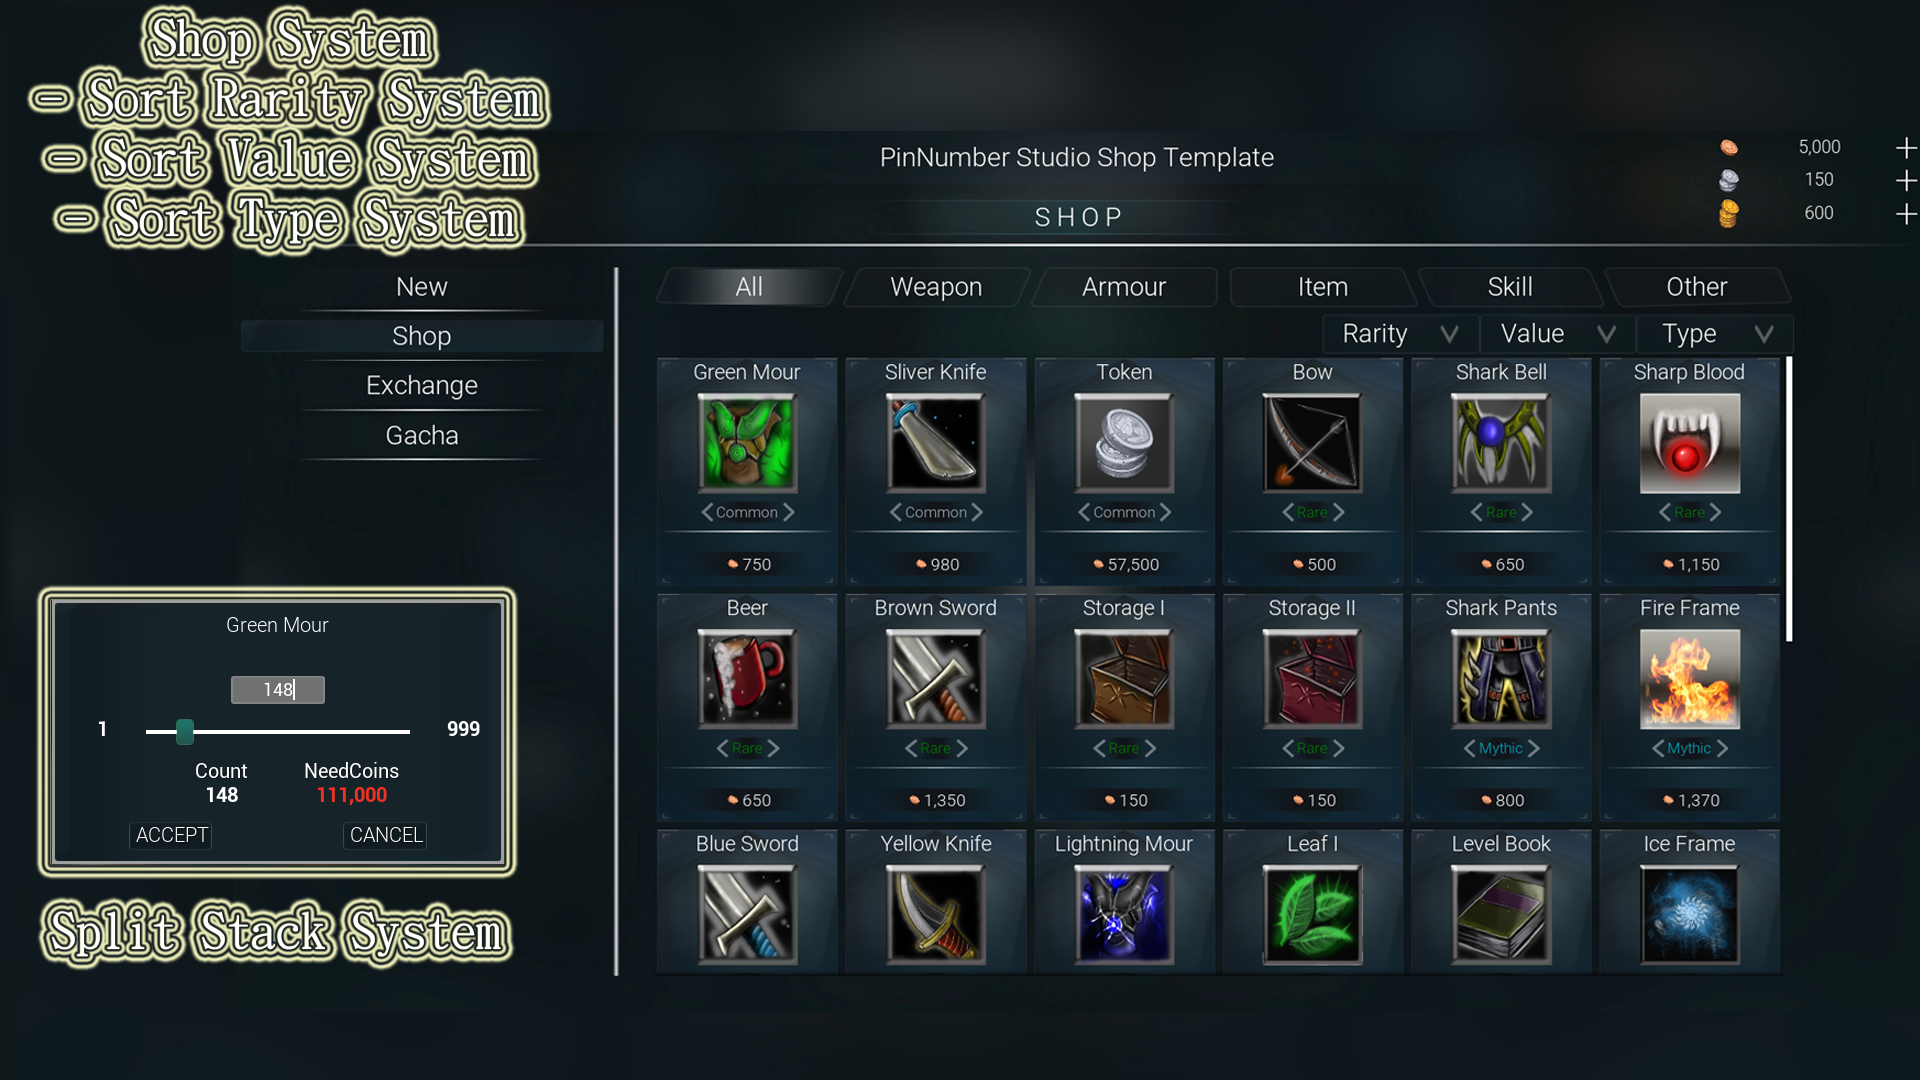 Shop System
- Sort Rarity System
- Sort Value System
- Sort Type System
PinNumber Studio Shop Template
SHOP
5,000 +
150 +
600 +
New
Shop
Exchange
Gacha
All Weapon Armour Item Skill Other
Rarity Value Type
Green Mour Sliver Knife Token Bow Shark Bell Sharp Blood
Common Common Common Rare Rare Rare
750 980 57,500 500 650 1,150
Beer Brown Sword Storage I Storage II Shark Pants Fire Frame
Rare Rare Rare Rare Mythic Mythic
650 1,350 150 150 800 1,370
Blue Sword Yellow Knife Lightning Mour Leaf I Level Book Ice Frame
Green Mour
148
1 999
Count NeedCoins
148 111,000
ACCEPT CANCEL
Split Stack System